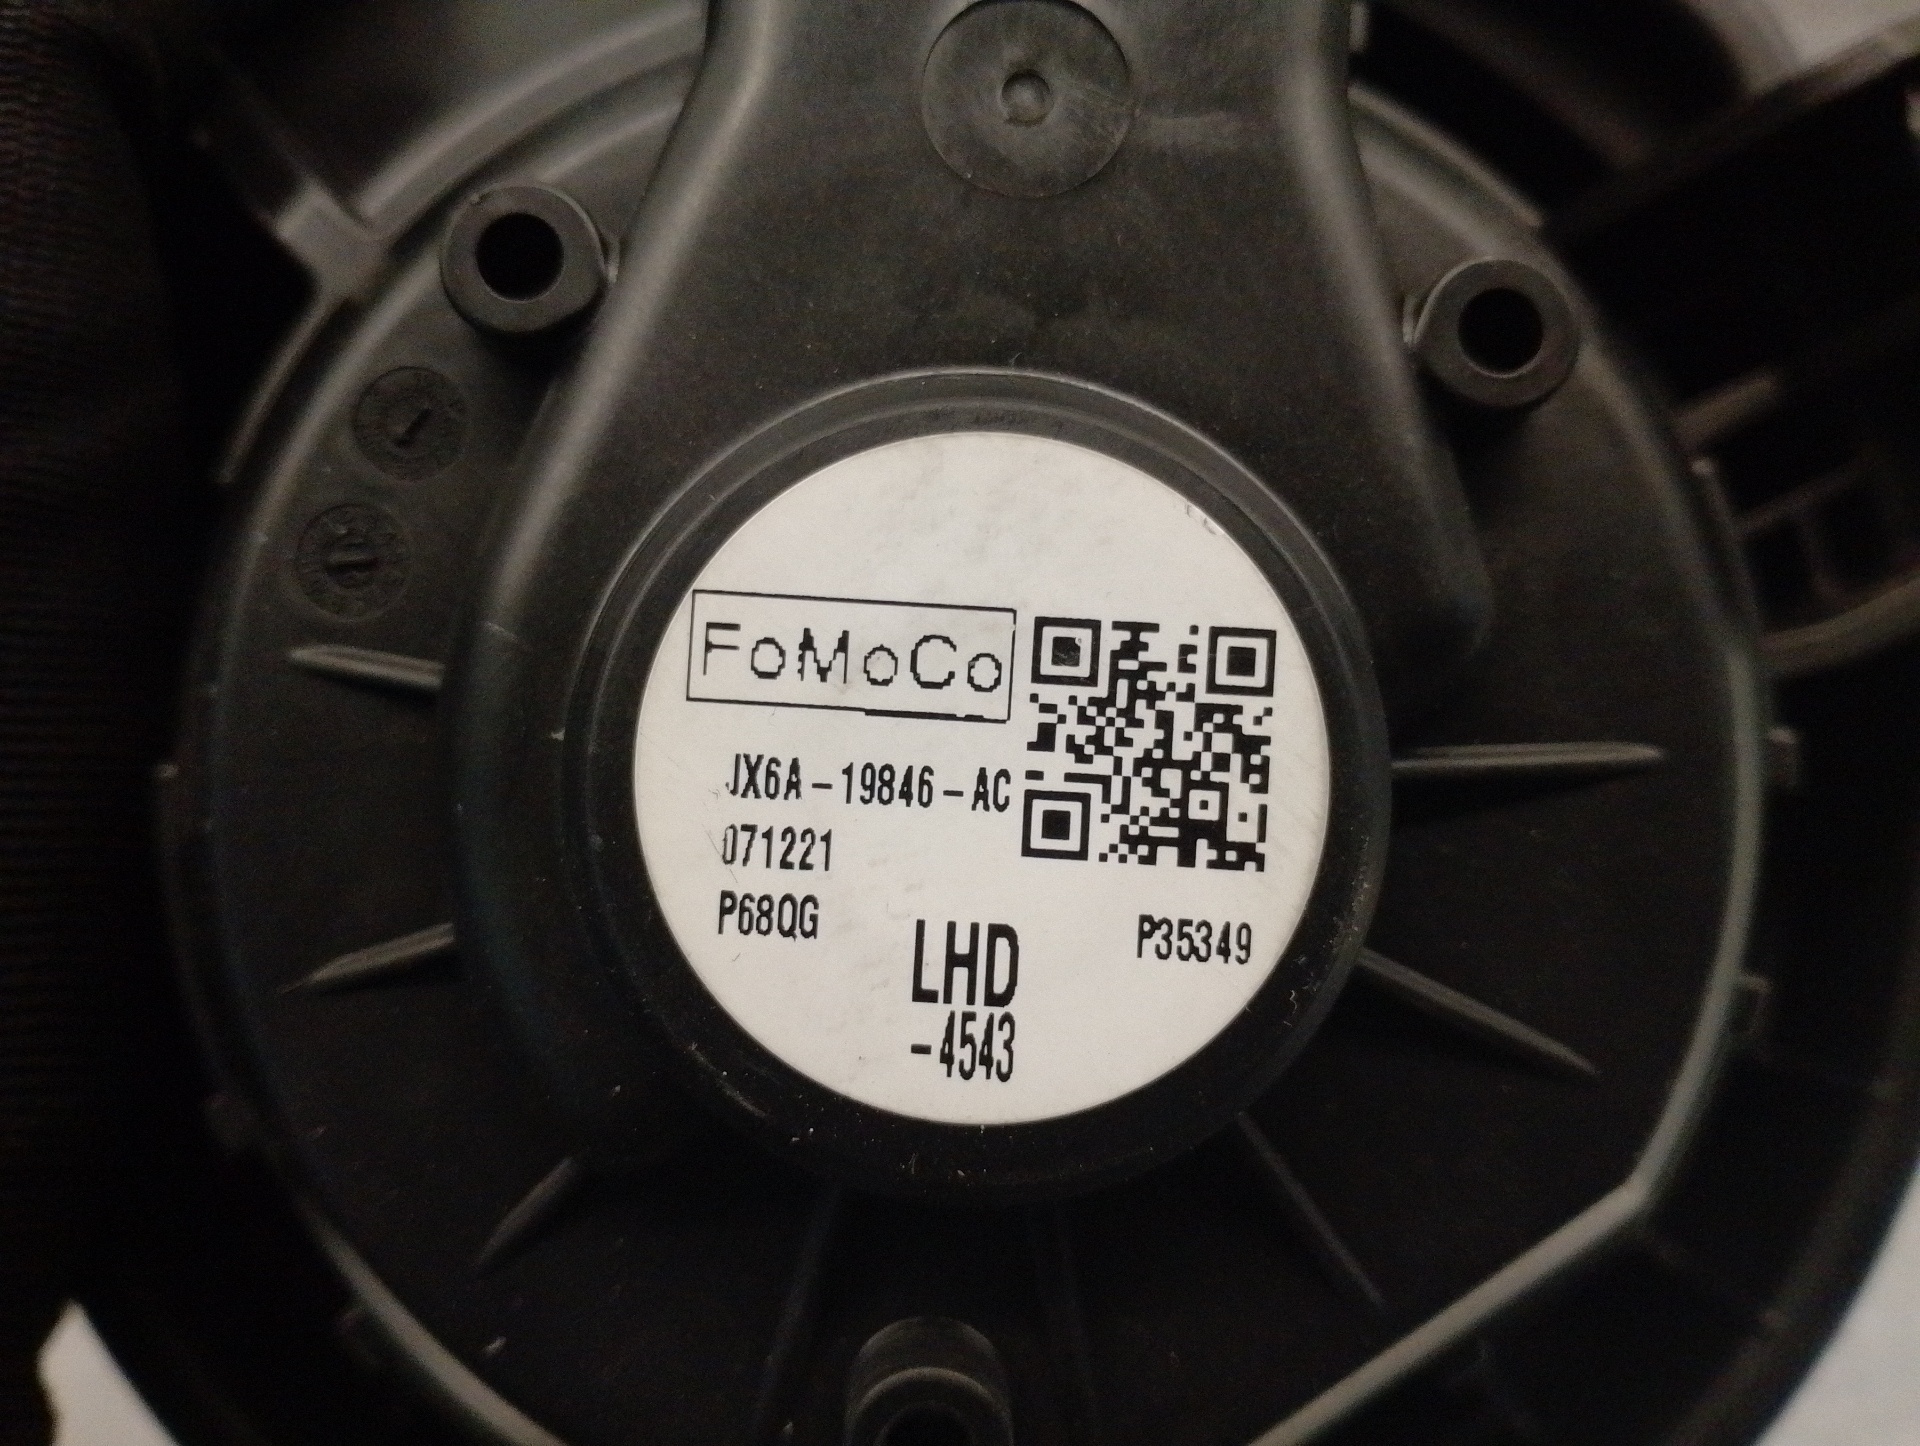 FoMoCo
JX6A-19846-AC
071221
P68QG
P35349
LHD
-4543